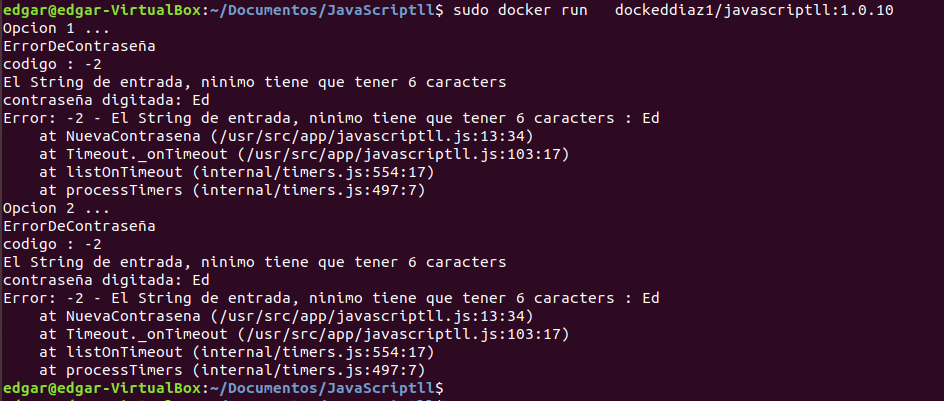 edgar@edgar-VirtualBox:~/Documentos/JavaScriptll$ sudo docker run   dockeddiaz1/javascriptll:1.0.10
Opcion 1 ...
ErrorDeContraseña
codigo : -2
El String de entrada, ninimo tiene que tener 6 caracters
contraseña digitada: Ed
Error: -2 - El String de entrada, ninimo tiene que tener 6 caracters : Ed
    at NuevaContrasena (/usr/src/app/javascriptll.js:13:34)
    at Timeout._onTimeout (/usr/src/app/javascriptll.js:103:17)
    at listOnTimeout (internal/timers.js:554:17)
    at processTimers (internal/timers.js:497:7)
Opcion 2 ...
ErrorDeContraseña
codigo : -2
El String de entrada, ninimo tiene que tener 6 caracters
contraseña digitada: Ed
Error: -2 - El String de entrada, ninimo tiene que tener 6 caracters : Ed
    at NuevaContrasena (/usr/src/app/javascriptll.js:13:34)
    at Timeout._onTimeout (/usr/src/app/javascriptll.js:103:17)
    at listOnTimeout (internal/timers.js:554:17)
    at processTimers (internal/timers.js:497:7)
edgar@edgar-VirtualBox:~/Documentos/JavaScriptll$